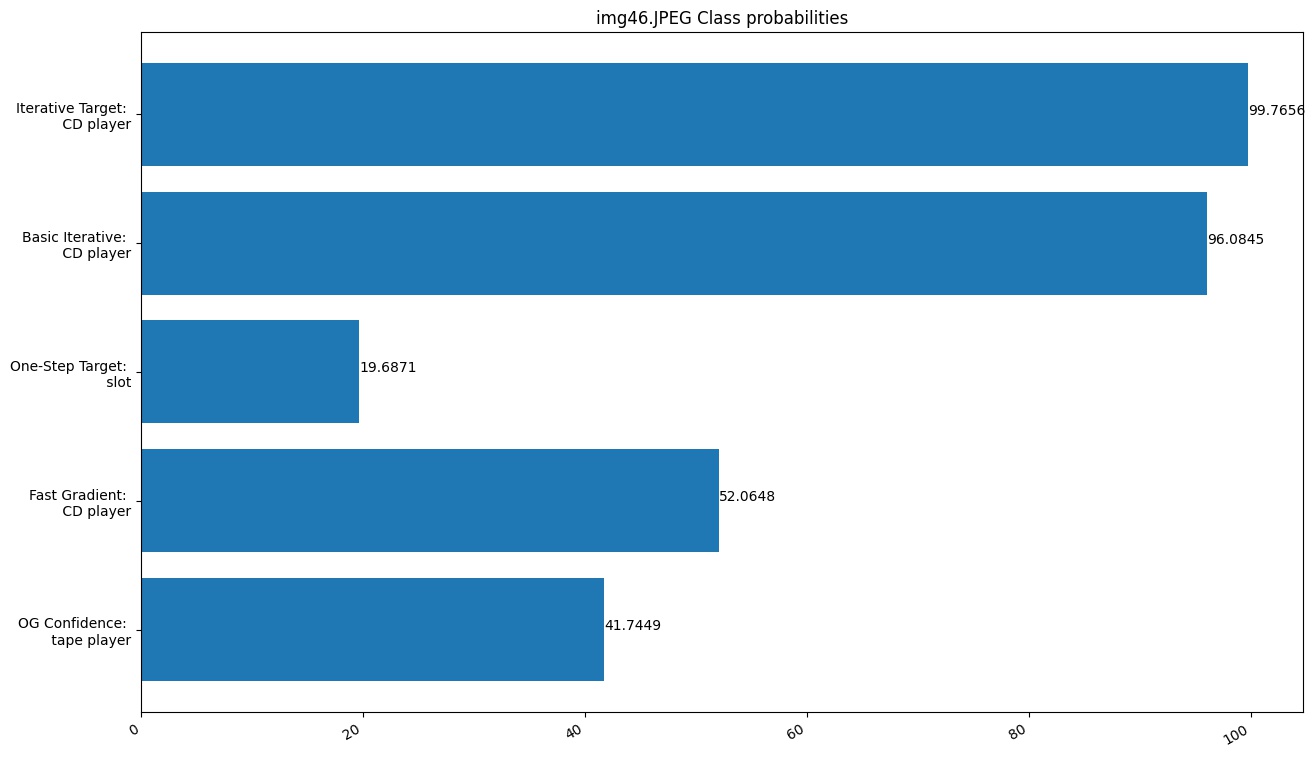 img46.JPEG Class probabilities
Iterative Target:
CD player
99.7656
Basic Iterative:
CD player
96.0845
One-Step Target:
slot
19.6871
Fast Gradient:
CD player
52.0648
OG Confidence:
tape player
41.7449
0
20
40
60
80
100